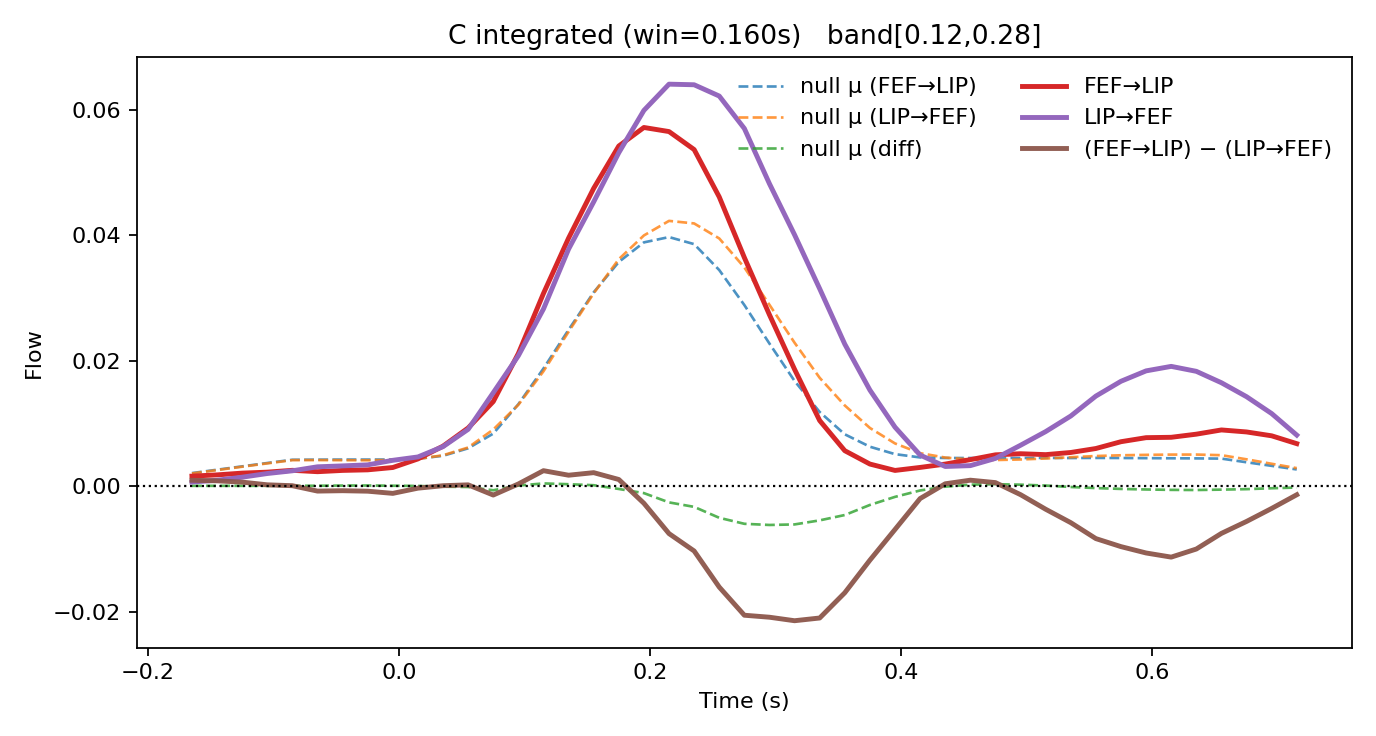 C integrated (win=0.160s)   band[0.12,0.28]
null μ (FEF→LIP)
null μ (LIP→FEF)
null μ (diff)
FEF→LIP
LIP→FEF
(FEF→LIP) − (LIP→FEF)
Flow
0.06
0.04
0.02
0.00
−0.02
−0.2
0.0
0.2
0.4
0.6
Time (s)